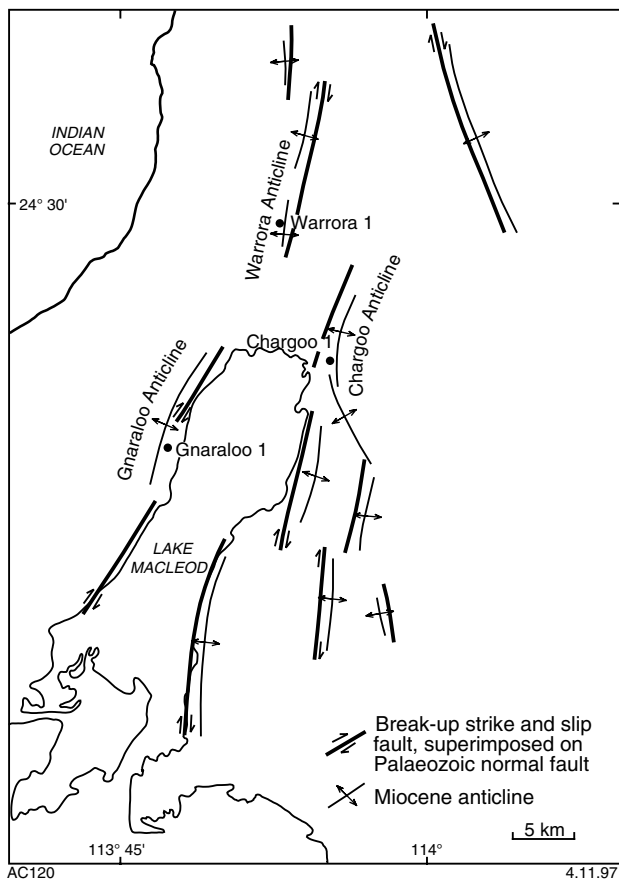 INDIAN
OCEAN
24° 30'
Warrora Anticline
Warrora 1
Chargoo Anticline
Chargoo 1
Gnaraloo Anticline
Gnaraloo 1
LAKE
MACLEOD
Break-up strike and slip
fault, superimposed on
Palaeozoic normal fault
Miocene anticline
5 km
113° 45'
114°
AC120
4.11.97